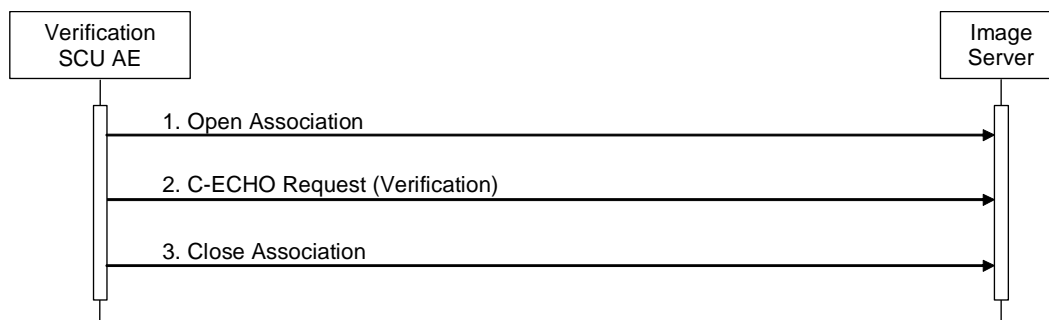 Verification
SCU AE
Image
Server
1. Open Association
2. C-ECHO Request (Verification)
3. Close Association